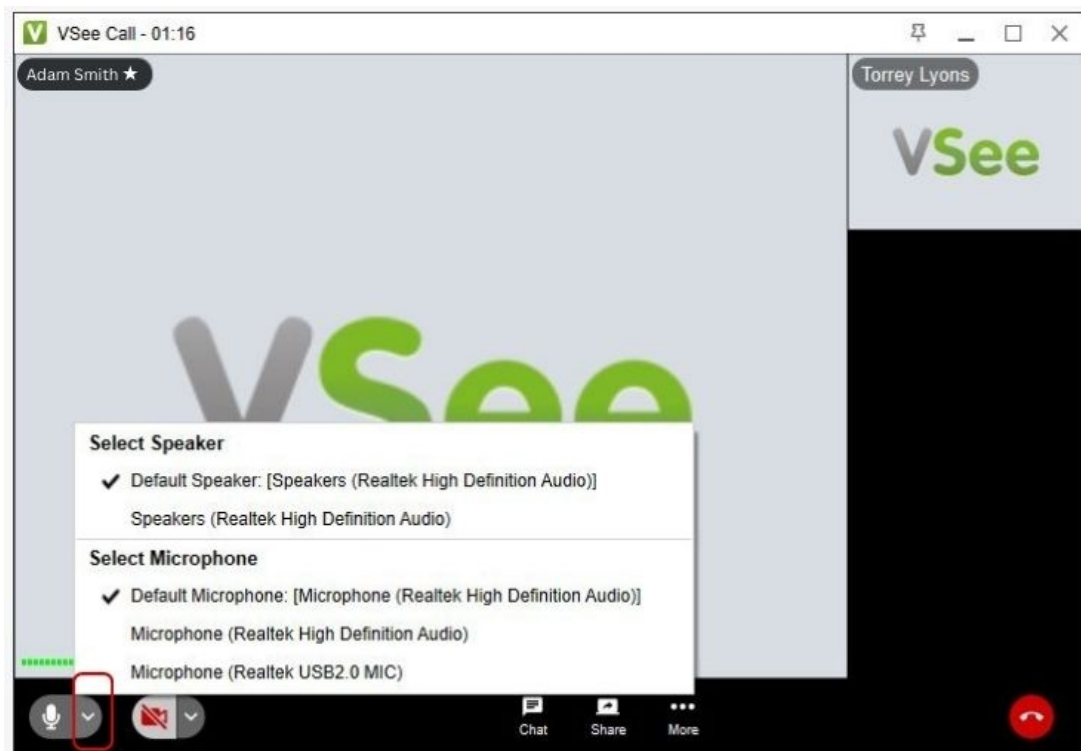 VSee Call - 01:16
Adam Smith ★
Torrey Lyons
VSee
VSee
Select Speaker
✔ Default Speaker: [Speakers (Realtek High Definition Audio)]
Speakers (Realtek High Definition Audio)
Select Microphone
✔ Default Microphone: [Microphone (Realtek High Definition Audio)]
Microphone (Realtek High Definition Audio)
Microphone (Realtek USB2.0 MIC)
Chat Share More